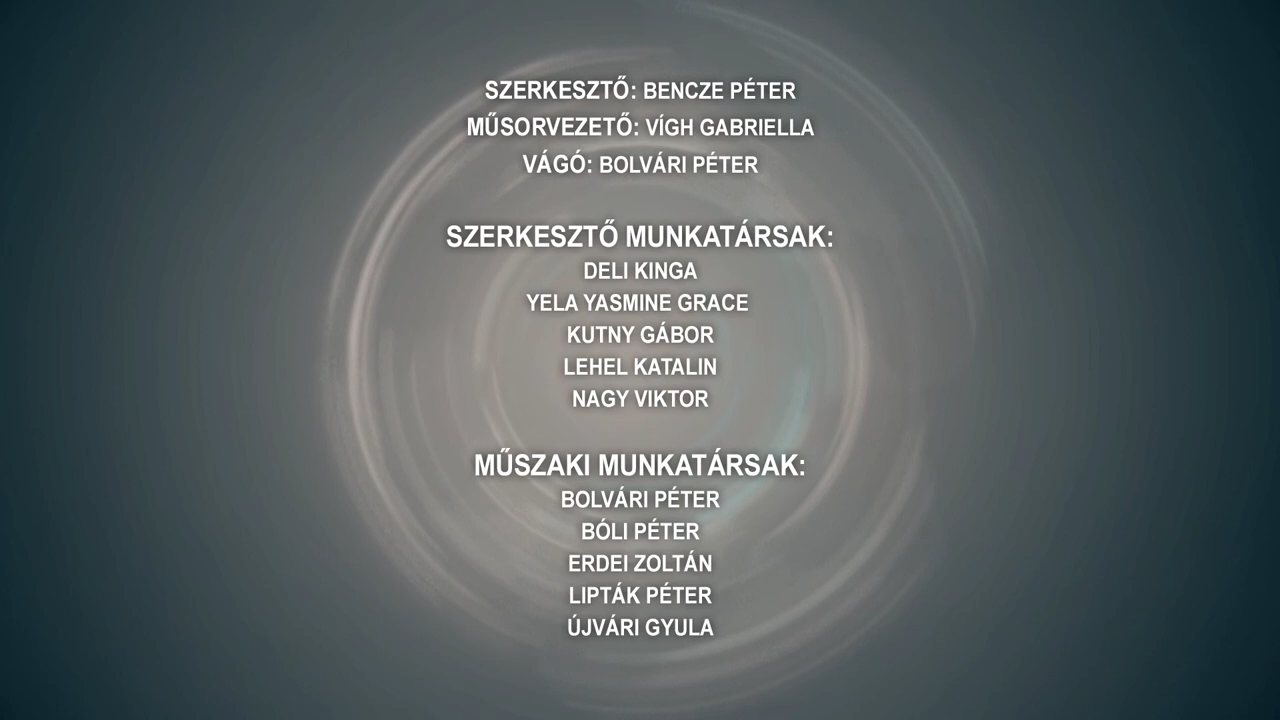 SZERKESZTŐ: BENCZE PÉTER
MŰSORVEZETŐ: VÍGH GABRIELLA
VÁGÓ: BOLVÁRI PÉTER
SZERKESZTŐ MUNKATÁRSAK:
DELI KINGA
YELA YASMINE GRACE
KUTNY GÁBOR
LEHEL KATALIN
NAGY VIKTOR
MŰSZAKI MUNKATÁRSAK:
BOLVÁRI PÉTER
BÓLI PÉTER
ERDEI ZOLTÁN
LIPTÁK PÉTER
ÚJVÁRI GYULA